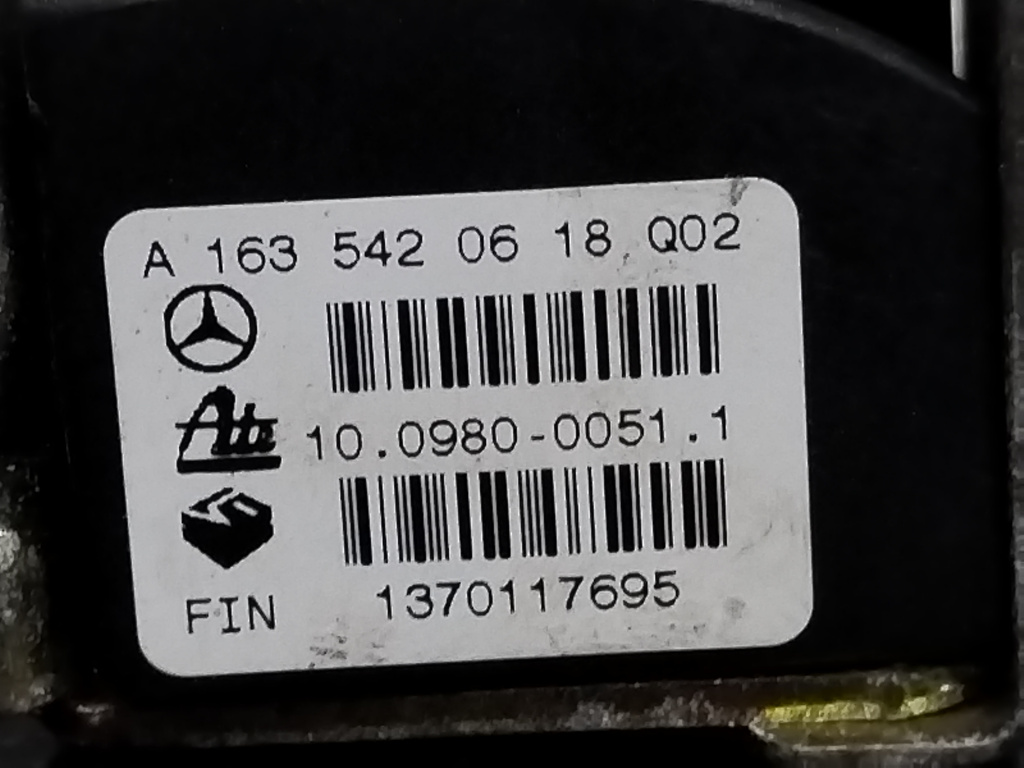 A 163 542 06 18 Q02
Ate 10.0980-0051.1
FIN 1370117695